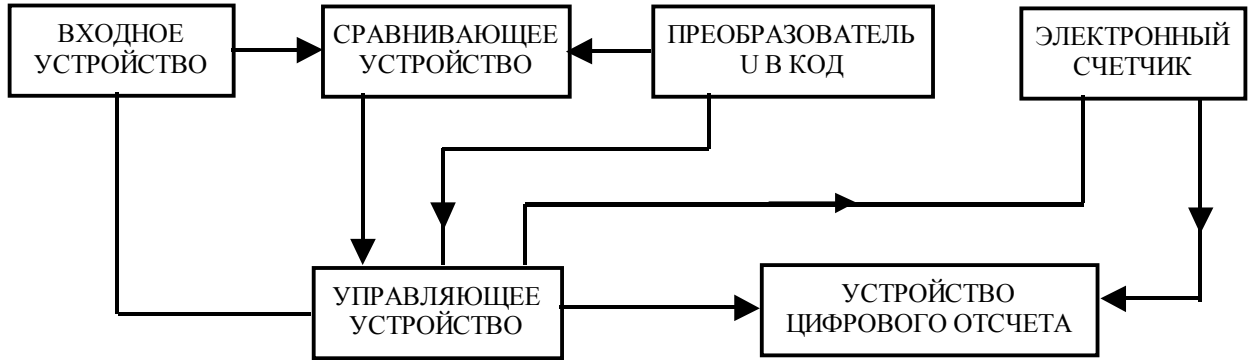 ВХОДНОЕ
УСТРОЙСТВО
СРАВНИВАЮЩЕЕ
УСТРОЙСТВО
ПРЕОБРАЗОВАТЕЛЬ
U В КОД
ЭЛЕКТРОННЫЙ
СЧЕТЧИК
УПРАВЛЯЮЩЕЕ
УСТРОЙСТВО
УСТРОЙСТВО
ЦИФРОВОГО ОТСЧЕТА